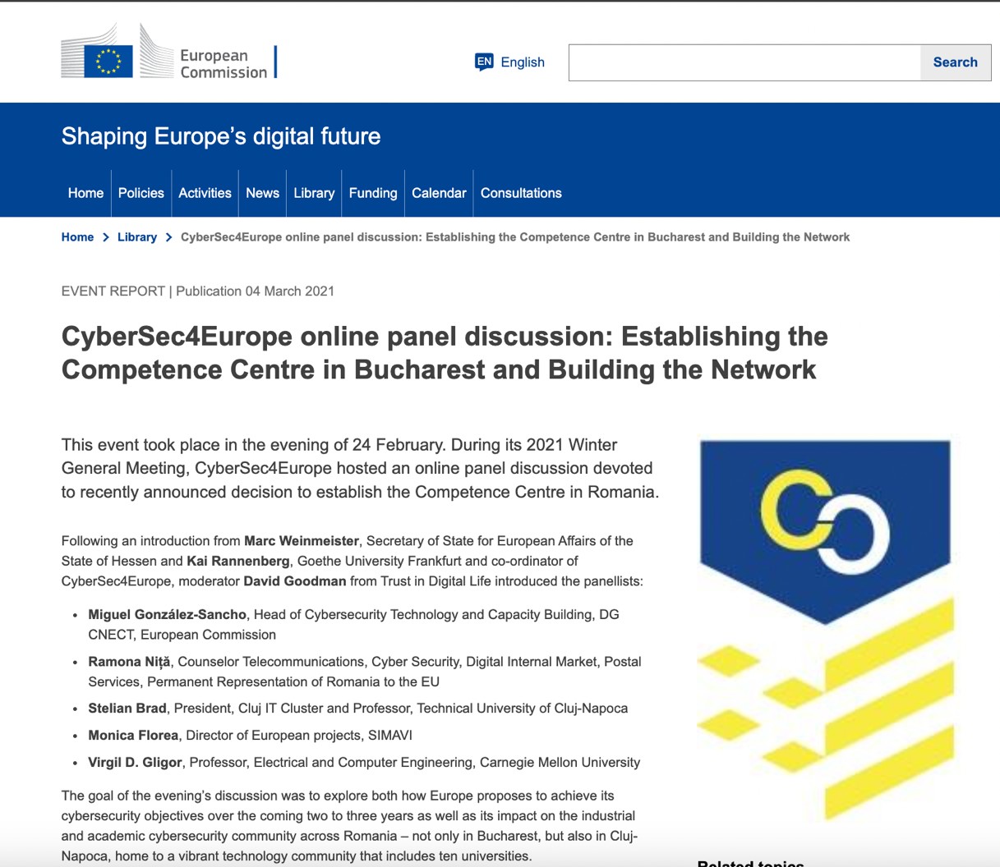 European
Commission
EN English
Search
Shaping Europe’s digital future
Home Policies Activities News Library Funding Calendar Consultations
Home > Library > CyberSec4Europe online panel discussion: Establishing the Competence Centre in Bucharest and Building the Network
EVENT REPORT | Publication 04 March 2021
CyberSec4Europe online panel discussion: Establishing the
Competence Centre in Bucharest and Building the Network
This event took place in the evening of 24 February. During its 2021 Winter
General Meeting, CyberSec4Europe hosted an online panel discussion devoted
to recently announced decision to establish the Competence Centre in Romania.
Following an introduction from Marc Weinmeister, Secretary of State for European Affairs of the
State of Hessen and Kai Rannenberg, Goethe University Frankfurt and co-ordinator of
CyberSec4Europe, moderator David Goodman from Trust in Digital Life introduced the panellists:
• Miguel González-Sancho, Head of Cybersecurity Technology and Capacity Building, DG
CNECT, European Commission
• Ramona Niță, Counselor Telecommunications, Cyber Security, Digital Internal Market, Postal
Services, Permanent Representation of Romania to the EU
• Stelian Brad, President, Cluj IT Cluster and Professor, Technical University of Cluj-Napoca
• Monica Florea, Director of European projects, SIMAVI
• Virgil D. Gligor, Professor, Electrical and Computer Engineering, Carnegie Mellon University
The goal of the evening’s discussion was to explore both how Europe proposes to achieve its
cybersecurity objectives over the coming two to three years as well as its impact on the industrial
and academic cybersecurity community across Romania – not only in Bucharest, but also in Cluj-
Napoca, home to a vibrant technology community that includes ten universities.
Related topics